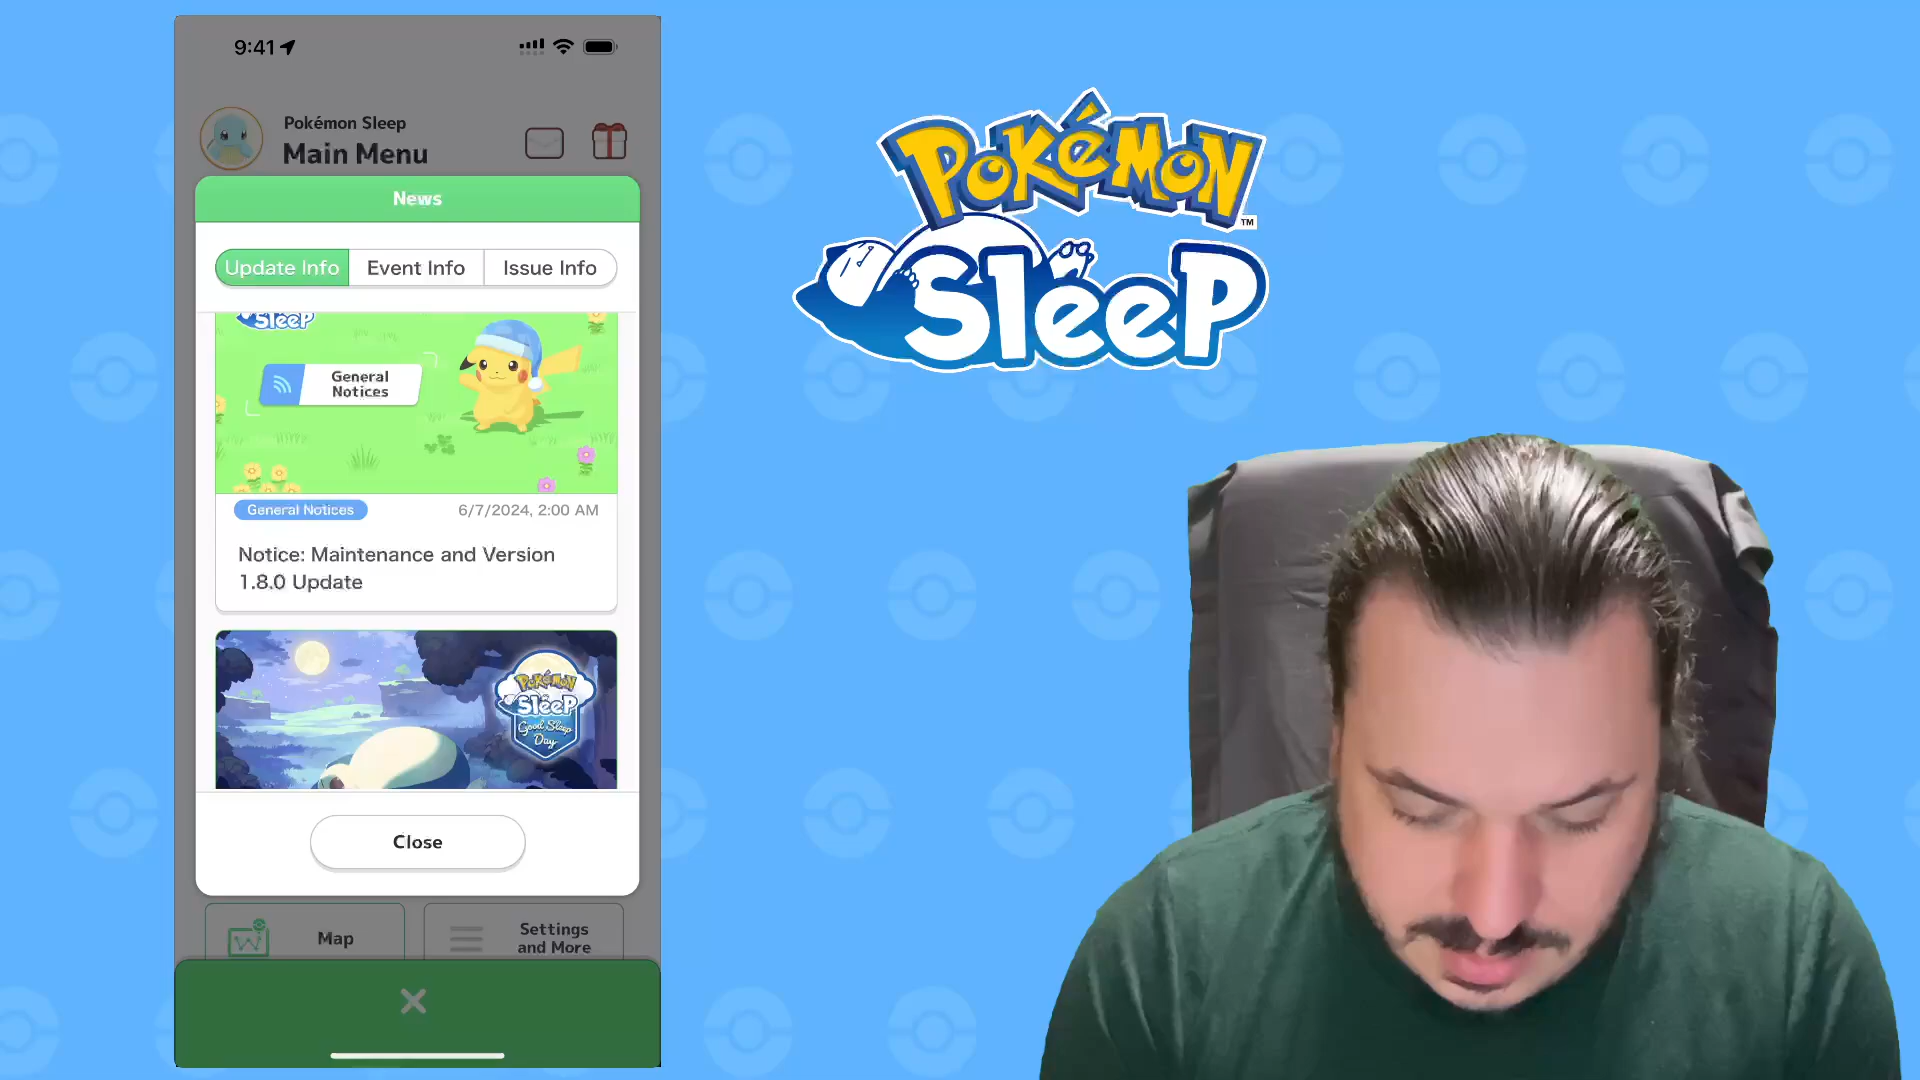 9:41
Pokémon Sleep
Main Menu
News
Update Info
Event Info
Issue Info
Sleep
General
Notices
General Notices
6/7/2024, 2:00 AM
Notice: Maintenance and Version
1.8.0 Update
Pokémon
Sleep
Good Sleep
Day
Close
Map
Settings
and More
POKéMON
TM
Sleep